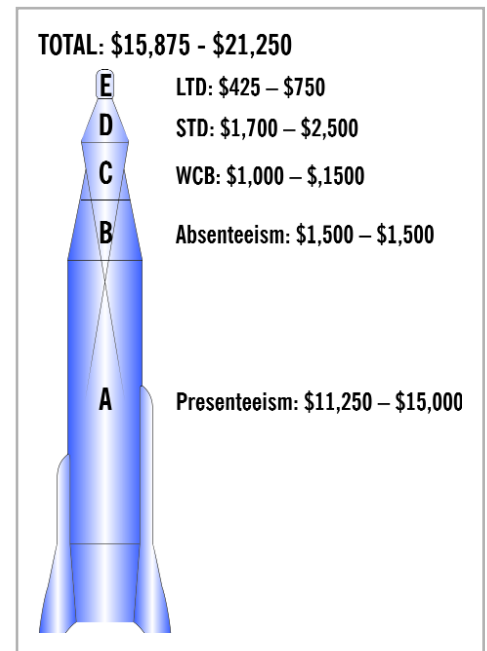 TOTAL: $15,875 - $21,250
E LTD: $425 – $750
D STD: $1,700 – $2,500
C WCB: $1,000 – $,1500
B Absenteeism: $1,500 – $1,500
A Presenteeism: $11,250 – $15,000